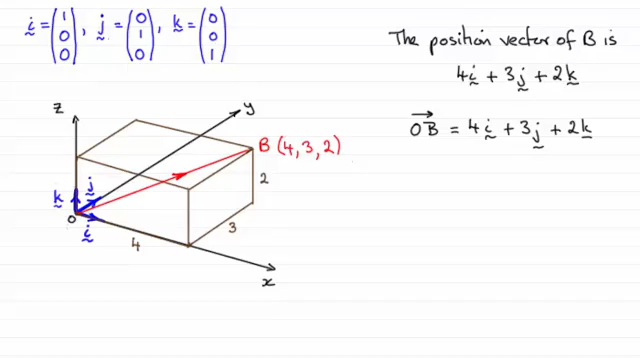 i = (1 0 0), j = (0 1 0), k = (0 0 1)
The position vector of B is
4i + 3j + 2k
OB = 4i + 3j + 2k
z
y
B (4, 3, 2)
2
k
j
O
i
3
4
x